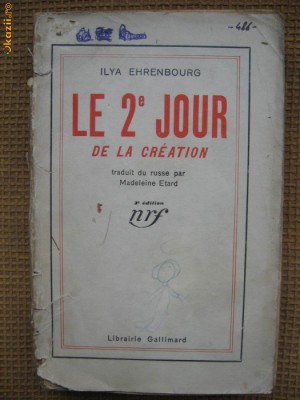 Okazii.ro
-486-
ILYA EHRENBOURG
LE 2e JOUR
DE LA CRÉATION
traduit du russe par
Madeleine Etard
nrf
Librairie Gallimard